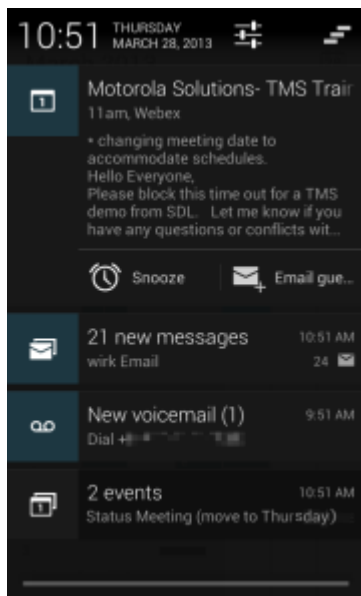 10:51 THURSDAY
MARCH 28, 2013
1
Motorola Solutions- TMS Train
11am, Webex
* changing meeting date to
accommodate schedules.
Hello Everyone,
Please block this time out for a TMS
demo from SDL. Let me know if you
have any questions or conflicts wit...
Snooze
Email gue...
21 new messages 10:51 AM
wirk Email 24
New voicemail (1) 9:51 AM
Dial +
1
2 events 10:51 AM
Status Meeting (move to Thursday)